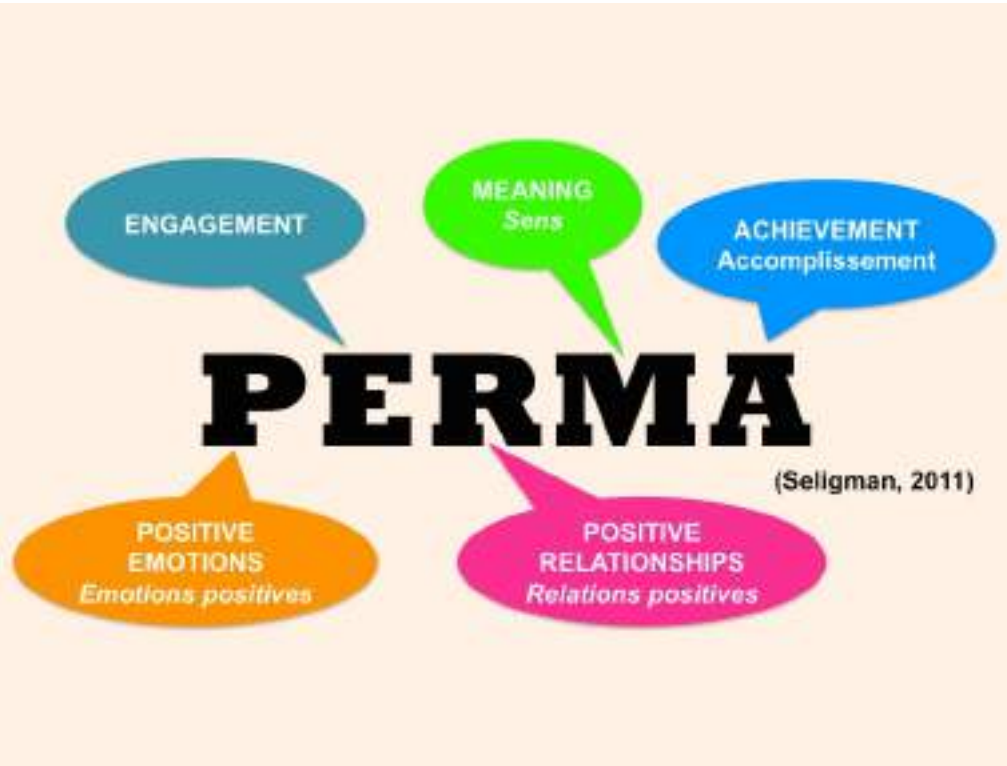 ENGAGEMENT
MEANING
Sens
ACHIEVEMENT
Accomplissement
PERMA
(Seligman, 2011)
POSITIVE
EMOTIONS
Emotions positives
POSITIVE
RELATIONSHIPS
Relations positives